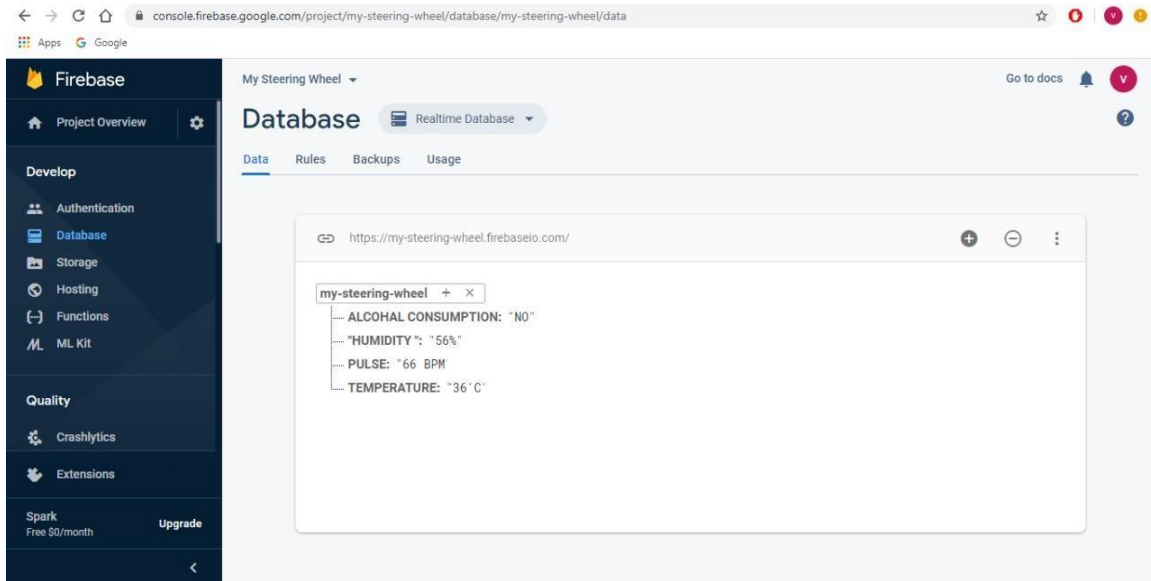 console.firebase.google.com/project/my-steering-wheel/database/my-steering-wheel/data
V
Apps G Google
Firebase
My Steering Wheel
Go to docs
V
Project Overview
Database
Realtime Database
?
Develop
Data Rules Backups Usage
Authentication
Database
https://my-steering-wheel.firebaseio.com/
Storage
Hosting
my-steering-wheel + ×
Functions
ALCOHAL CONSUMPTION: "NO"
ML Kit
"HUMIDITY ": "56%"
PULSE: "66 BPM"
TEMPERATURE: "36'C'
Quality
Crashlytics
Extensions
Spark
Free $0/month
Upgrade